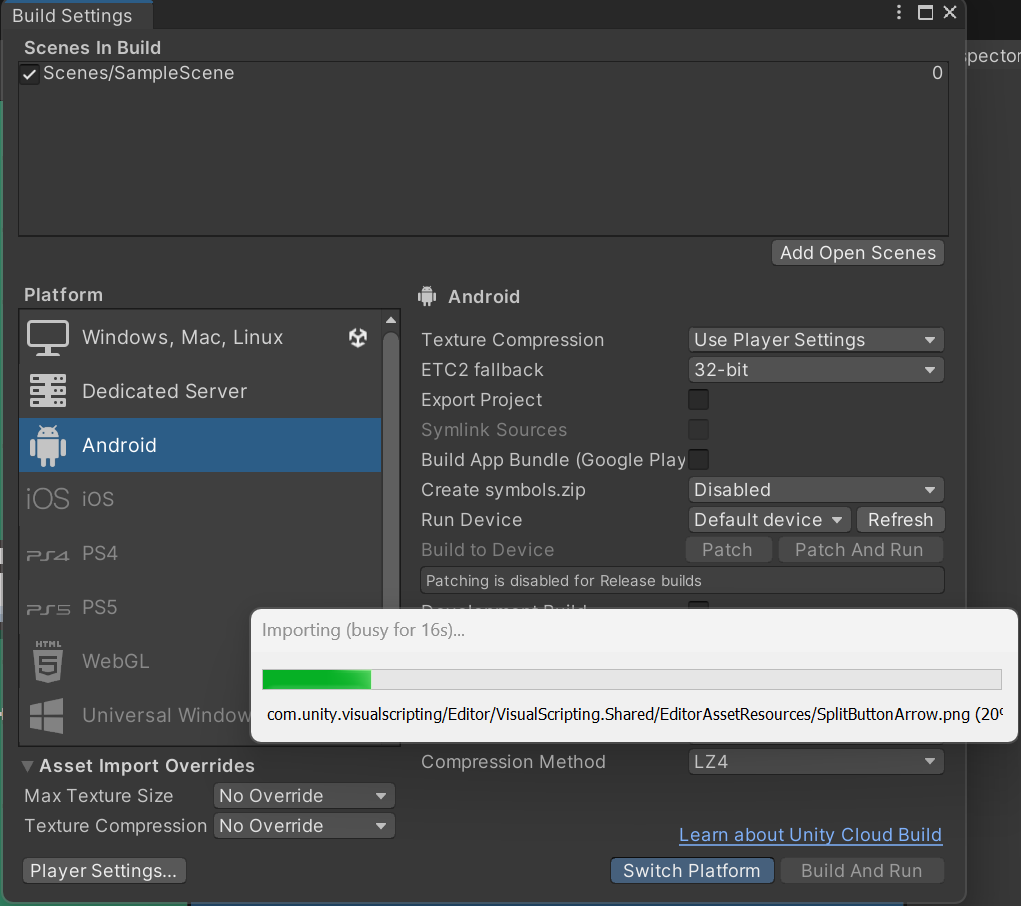 Build Settings
spector
Scenes In Build
Scenes/SampleScene 0
Add Open Scenes
Platform
Windows, Mac, Linux
Dedicated Server
Android
iOS iOS
PS4 PS4
PS5 PS5
HTML
5 WebGL
Universal Window
Android
Texture Compression Use Player Settings
ETC2 fallback 32-bit
Export Project
Symlink Sources
Build App Bundle (Google Play
Create symbols.zip Disabled
Run Device Default device Refresh
Build to Device Patch Patch And Run
Patching is disabled for Release builds
Development Build
Importing (busy for 16s)...
com.unity.visualscripting/Editor/VisualScripting.Shared/EditorAssetResources/SplitButtonArrow.png (20%
Compression Method LZ4
Asset Import Overrides
Max Texture Size No Override
Texture Compression No Override
Learn about Unity Cloud Build
Player Settings...
Switch Platform
Build And Run